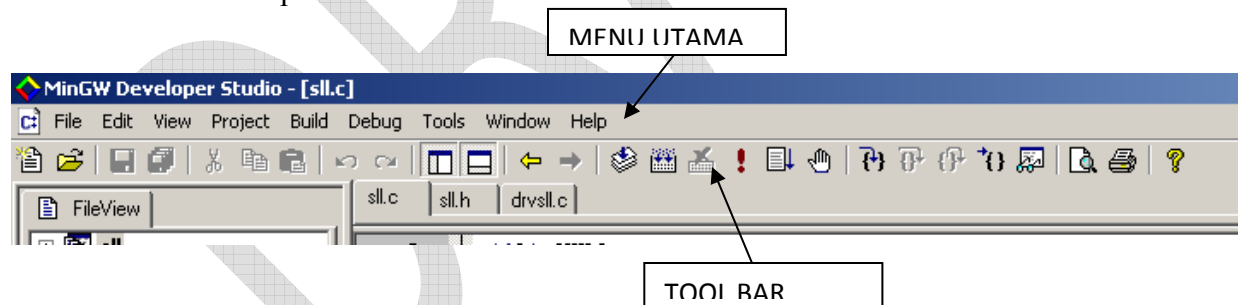 MENU UTAMA
MinGW Developer Studio - [sll.c]
File Edit View Project Build Debug Tools Window Help
FileView
sll.c sll.h drvsll.c
TOOL BAR